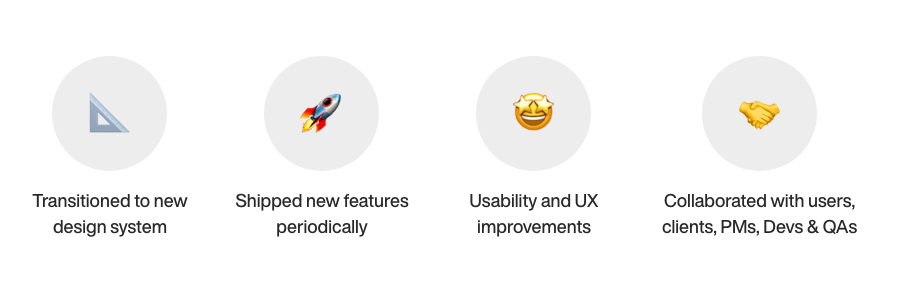 Transitioned to new
design system
Shipped new features
periodically
Usability and UX
improvements
Collaborated with users,
clients, PMs, Devs & QAs